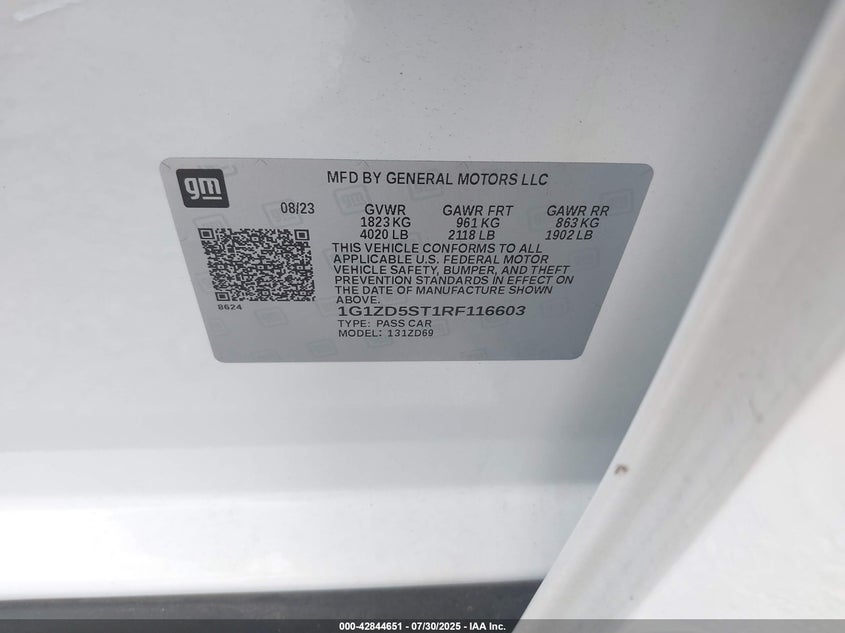 gm
MFD BY GENERAL MOTORS LLC
08/23 GVWR GAWR FRT GAWR RR
1823 KG 961 KG 863 KG
4020 LB 2118 LB 1902 LB
THIS VEHICLE CONFORMS TO ALL
APPLICABLE U.S. FEDERAL MOTOR
VEHICLE SAFETY, BUMPER, AND THEFT
PREVENTION STANDARDS IN EFFECT ON
THE DATE OF MANUFACTURE SHOWN
ABOVE.
8624
1G1ZD5ST1RF116603
TYPE: PASS CAR
MODEL: 131ZD69
000-42844651 | 07/30/2025 - IAA Inc.